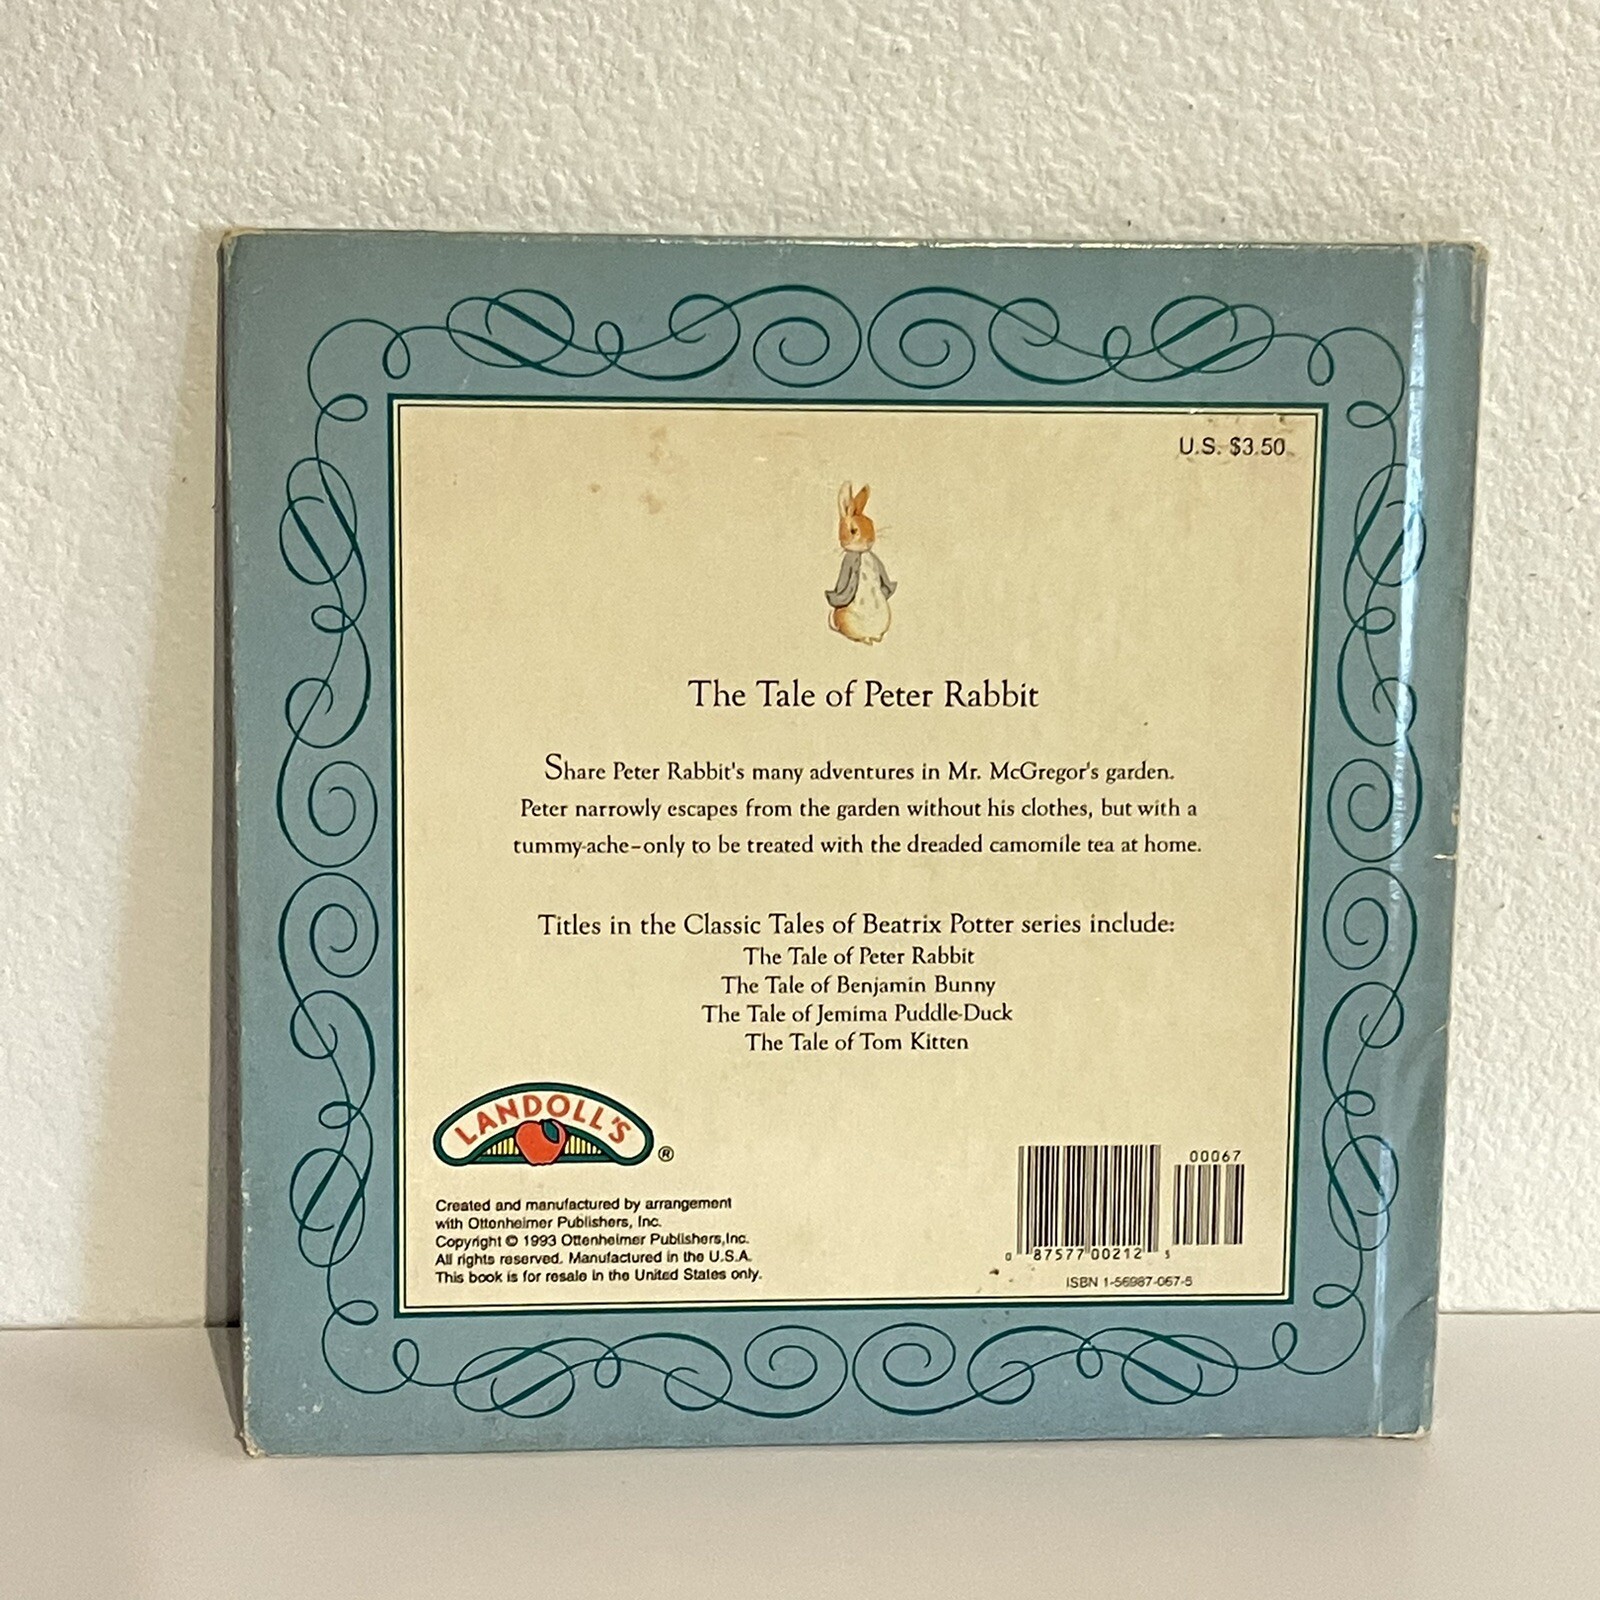 U.S. $3.50
The Tale of Peter Rabbit
Share Peter Rabbit's many adventures in Mr. McGregor's garden.
Peter narrowly escapes from the garden without his clothes, but with a
tummy-ache–only to be treated with the dreaded camomile tea at home.
Titles in the Classic Tales of Beatrix Potter series include:
The Tale of Peter Rabbit
The Tale of Benjamin Bunny
The Tale of Jemima Puddle-Duck
The Tale of Tom Kitten
LANDOLL'S®
Created and manufactured by arrangement
with Ottenheimer Publishers, Inc.
Copyright © 1993 Ottenheimer Publishers,Inc.
All rights reserved. Manufactured in the U.S.A.
This book is for resale in the United States only.
00067
0 87577 00212 5
ISBN 1-56987-067-5